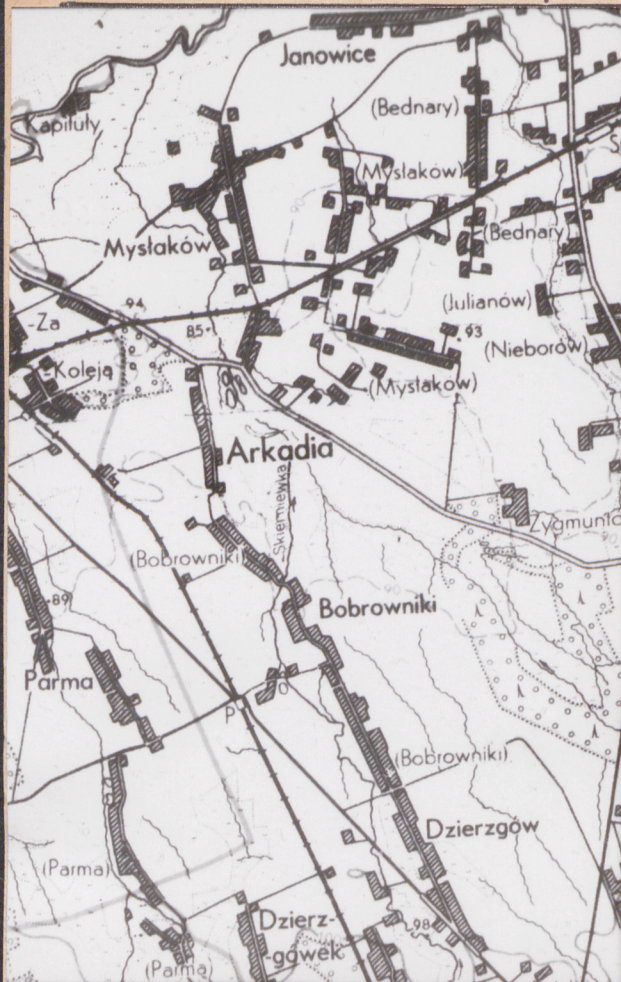 Janowice
(Bednary)
Kapituły
(Mysłaków)
Mysłaków
(Bednary)
94
(Julianów)
-Za
85
93
(Nieborów)
-Koleją
(Mysłaków)
Arkadia
Skierniewka
Zygmunto
(Bobrowniki)
89
Bobrowniki
Parma
P
(Bobrowniki)
Dzierzgów
(Parma)
Dzierz-
gówek
98
(Parma)